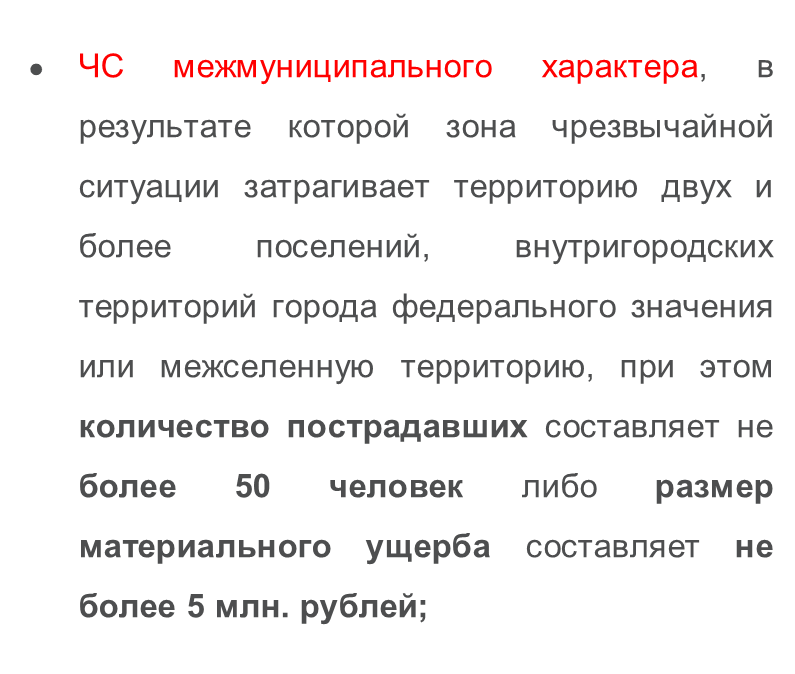 • ЧС межмуниципального характера, в
результате которой зона чрезвычайной
ситуации затрагивает территорию двух и
более поселений, внутригородских
территорий города федерального значения
или межселенную территорию, при этом
количество пострадавших составляет не
более 50 человек либо размер
материального ущерба составляет не
более 5 млн. рублей;